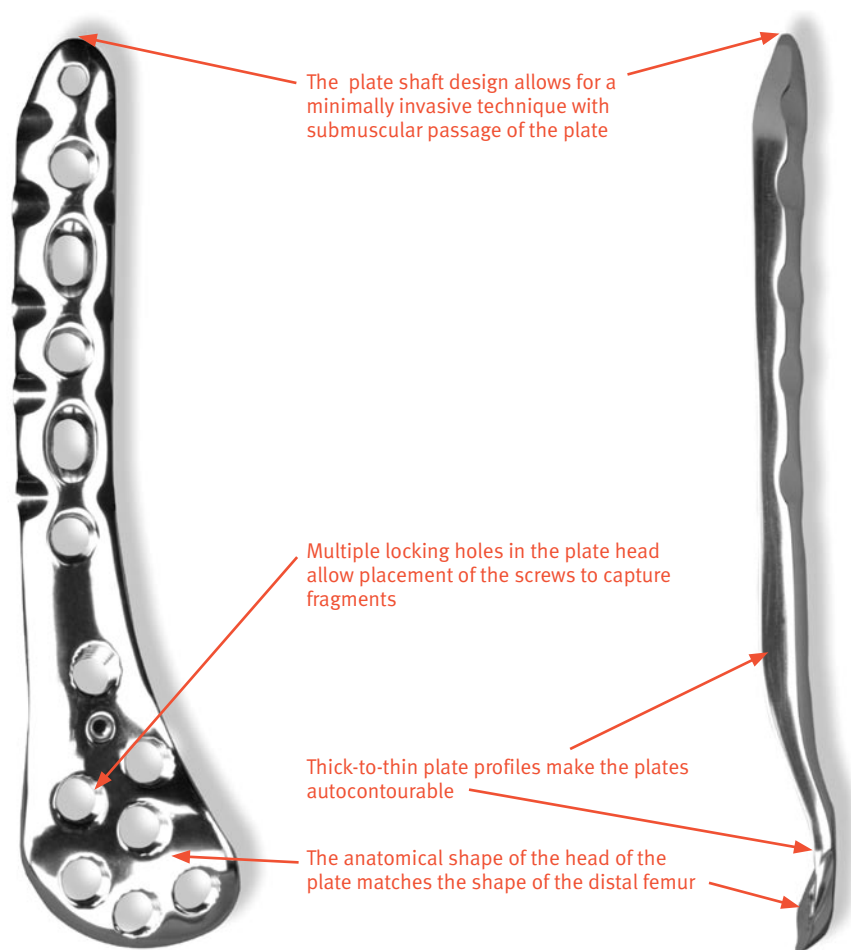 The plate shaft design allows for a
minimally invasive technique with
submuscular passage of the plate
Multiple locking holes in the plate head
allow placement of the screws to capture
fragments
Thick-to-thin plate profiles make the plates
autocontourable
The anatomical shape of the head of the
plate matches the shape of the distal femur